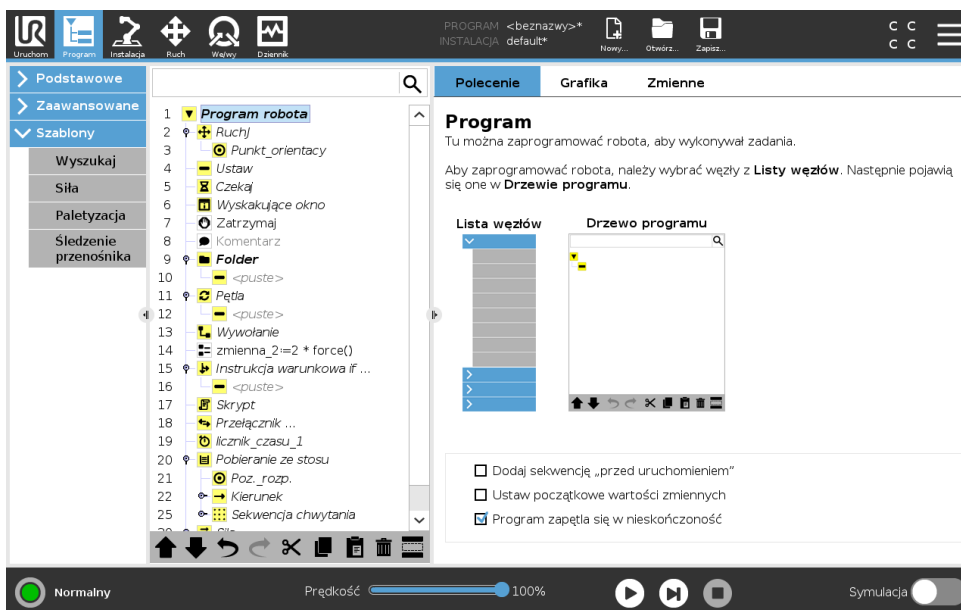 UR
PROGRAM <beznazwy>*
INSTALACJA default*
Uruchom Program Instalacja Ruch We/wy Dziennik Nowy... Otwórz... Zapisz...
C C
C C
Podstawowe
Zaawansowane
Szablony
Wyszukaj
Siła
Paletyzacja
Śledzenie
przenośnika
1 Program robota
2 RuchJ
3 Punkt_orientacy
4 Ustaw
5 Czekaj
6 Wyskakujące okno
7 Zatrzymaj
8 Komentarz
9 Folder
10 <puste>
11 Pętla
12 <puste>
13 Wywołanie
14 zmienna_2:=2 * force()
15 Instrukcja warunkowa if ...
16 <puste>
17 Skrypt
18 Przełącznik ...
19 licznik_czasu_1
20 Pobieranie ze stosu
21 Poz._rozp.
22 Kierunek
25 Sekwencja chwytania
Polecenie Grafika Zmienne
Program
Tu można zaprogramować robota, aby wykonywał zadania.
Aby zaprogramować robota, należy wybrać węzły z Listy węzłów. Następnie pojawią
się one w Drzewie programu.
Lista węzłów Drzewo programu
Dodaj sekwencję „przed uruchomieniem”
Ustaw początkowe wartości zmiennych
Program zapętla się w nieskończoność
Normalny
Prędkość 100%
Symulacja